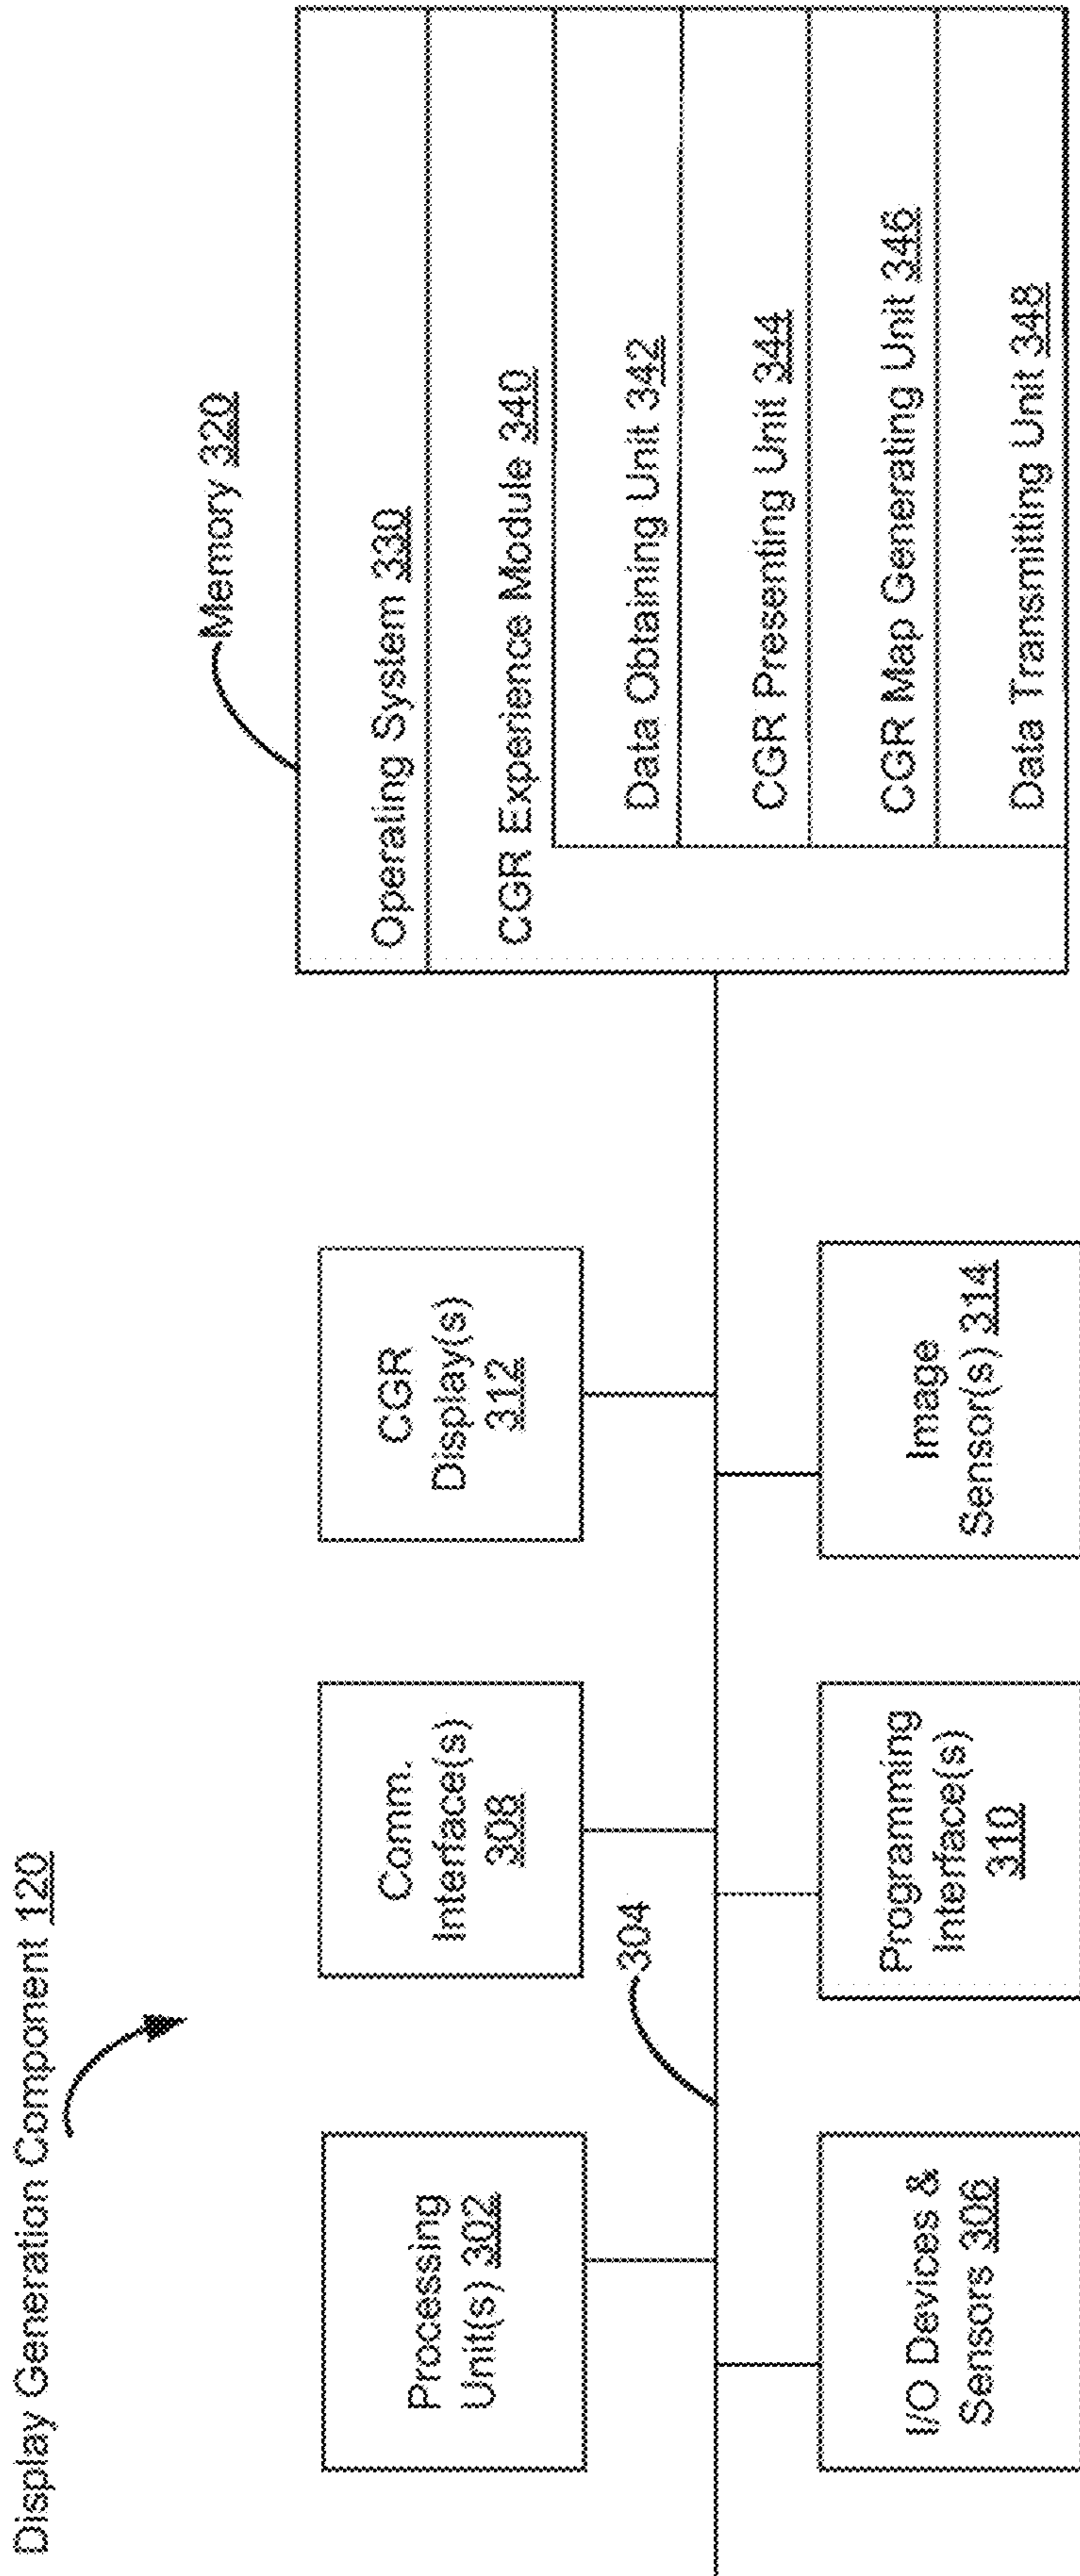 Display Generation Component 120
Memory 320
Processing
Unit(s) 302
Comm.
Interface(s)
308
CGR
Display(s)
312
Operating System 330
CGR Experience Module 340
Data Obtaining Unit 342
CGR Presenting Unit 344
CGR Map Generating Unit 346
Data Transmitting Unit 348
304
I/O Devices &
Sensors 306
Programming
Interface(s)
310
Image
Sensor(s) 314